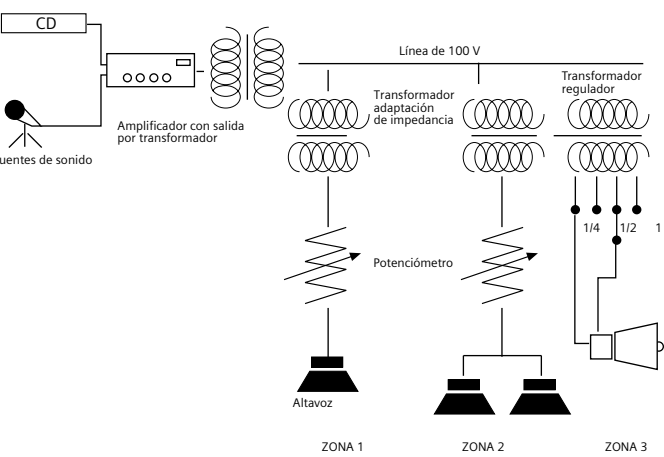 CD
Línea de 100 V
Transformador
regulador
Transformador
adaptación
de impedancia
Amplificador con salida
por transformador
uentes de sonido
1/4
1/2
1
Potenciómetro
Altavoz
ZONA 1
ZONA 2
ZONA 3